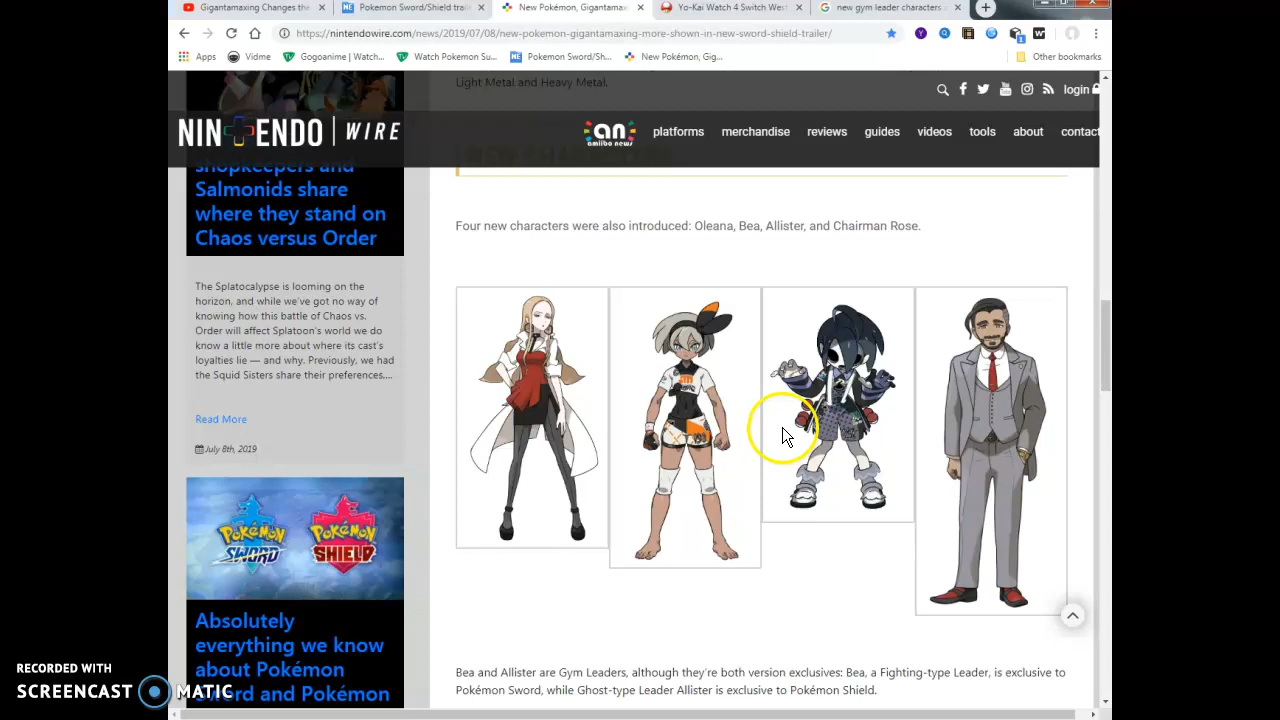 Gigantamaxing Changes the
Pokemon Sword/Shield trail
New Pokémon, Gigantamax
Yo-Kai Watch 4 Switch West
new gym leader characters
https://nintendowire.com/news/2019/07/08/new-pokemon-gigantamaxing-more-shown-in-new-sword-shield-trailer/
Apps
Vidme
Gogoanime | Watch...
Watch Pokemon Su...
Pokemon Sword/Sh...
New Pokémon, Gig...
Other bookmarks
Light Metal and Heavy Metal.
login
NINTENDO WIRE
an
amiibo news
platforms
merchandise
reviews
guides
videos
tools
about
contact
shopkeepers and
Salmonids share
where they stand on
Chaos versus Order
Four new characters were also introduced: Oleana, Bea, Allister, and Chairman Rose.
The Splatocalypse is looming on the
horizon, and while we've got no way of
knowing how this battle of Chaos vs.
Order will affect Splatoon's world we do
know a little more about where its cast's
loyalties lie — and why. Previously, we had
the Squid Sisters share their preferences,...
Read More
July 8th, 2019
Pokémon SWORD
Pokémon SHIELD
Absolutely
everything we know
about Pokémon
Sword and Pokémon
Bea and Allister are Gym Leaders, although they're both version exclusives: Bea, a Fighting-type Leader, is exclusive to
Pokémon Sword, while Ghost-type Leader Allister is exclusive to Pokémon Shield.
RECORDED WITH
SCREENCAST MATIC